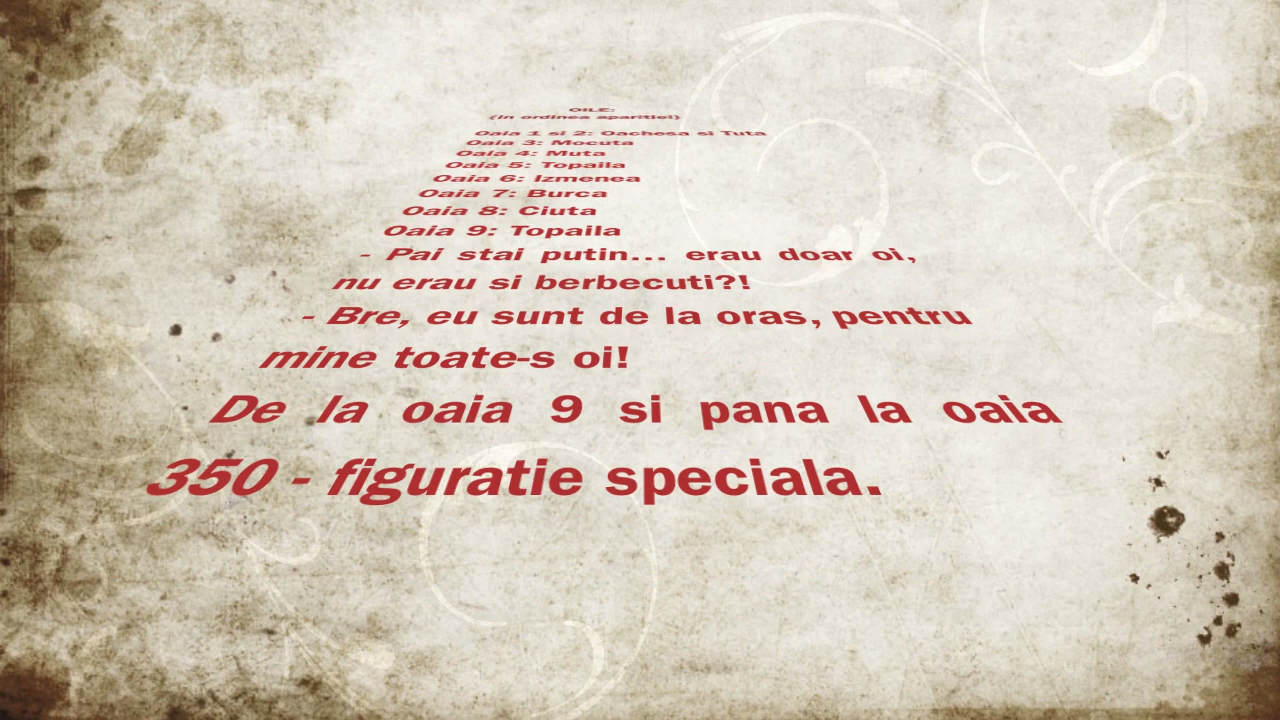 OILE:
(in ordinea aparitiei)
Oaia 1 si 2: Oachesa si Tuta
Oaia 3: Mocuta
Oaia 4: Muta
Oaia 5: Topaila
Oaia 6: Izmenea
Oaia 7: Burca
Oaia 8: Ciuta
Oaia 9: Topaila
- Pai stai putin... erau doar oi,
nu erau si berbecuti?!
- Bre, eu sunt de la oras, pentru
mine toate-s oi!
De la oaia 9 si pana la oaia
350 - figuratie speciala.